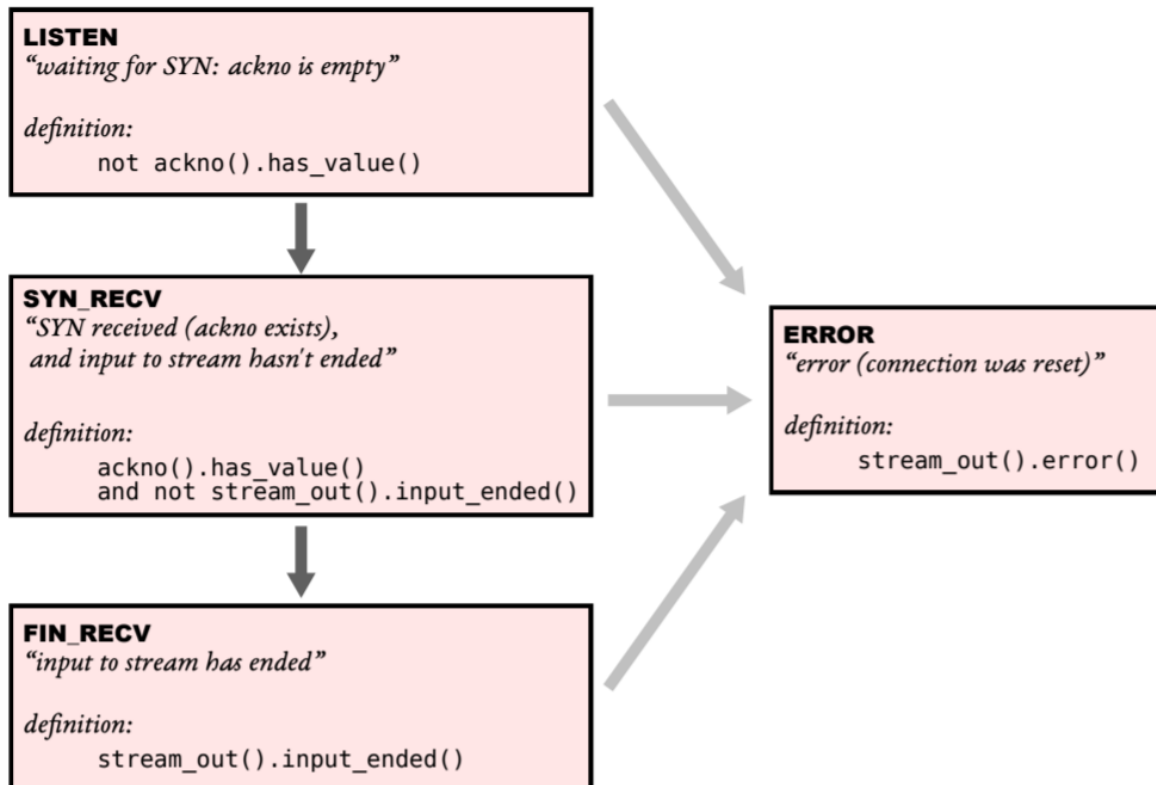 LISTEN
“waiting for SYN: ackno is empty”
definition:
not ackno().has_value()
SYN_RECV
“SYN received (ackno exists),
and input to stream hasn't ended”
definition:
ackno().has_value()
and not stream_out().input_ended()
FIN_RECV
“input to stream has ended”
definition:
stream_out().input_ended()
ERROR
“error (connection was reset)”
definition:
stream_out().error()